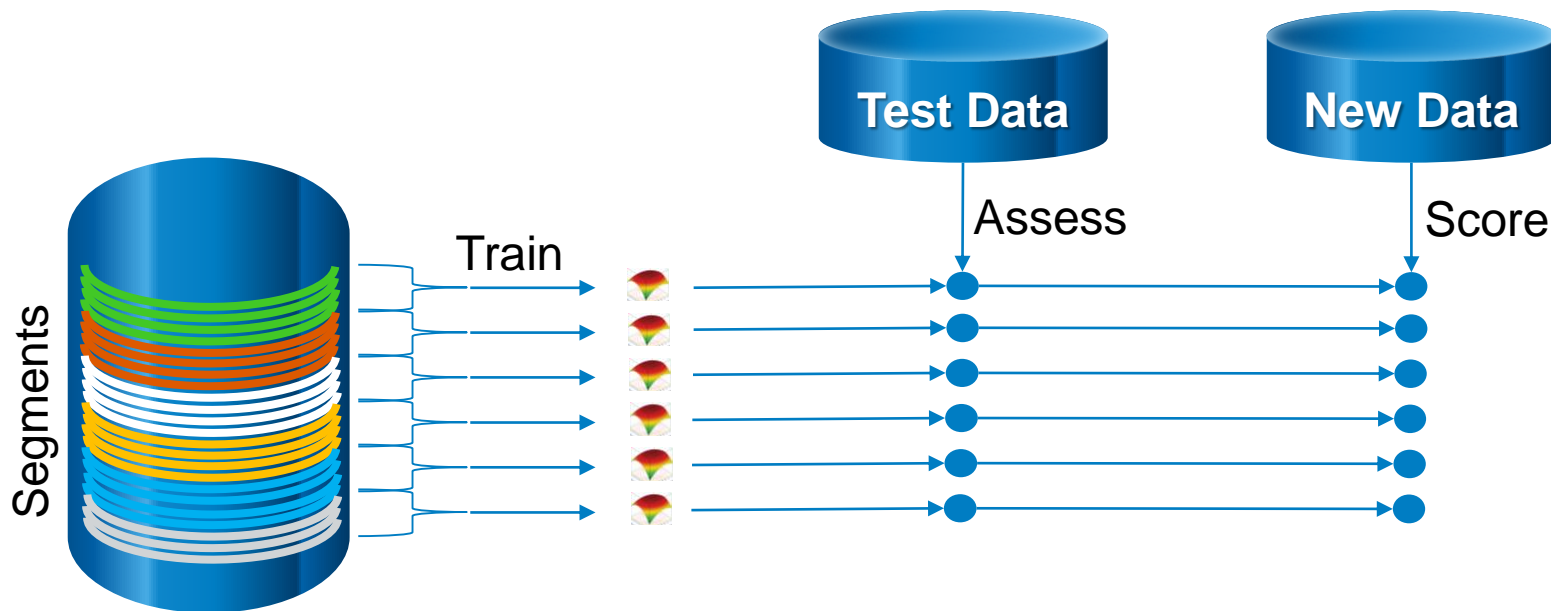 Test Data
New Data
Assess
Score
Train
Segments